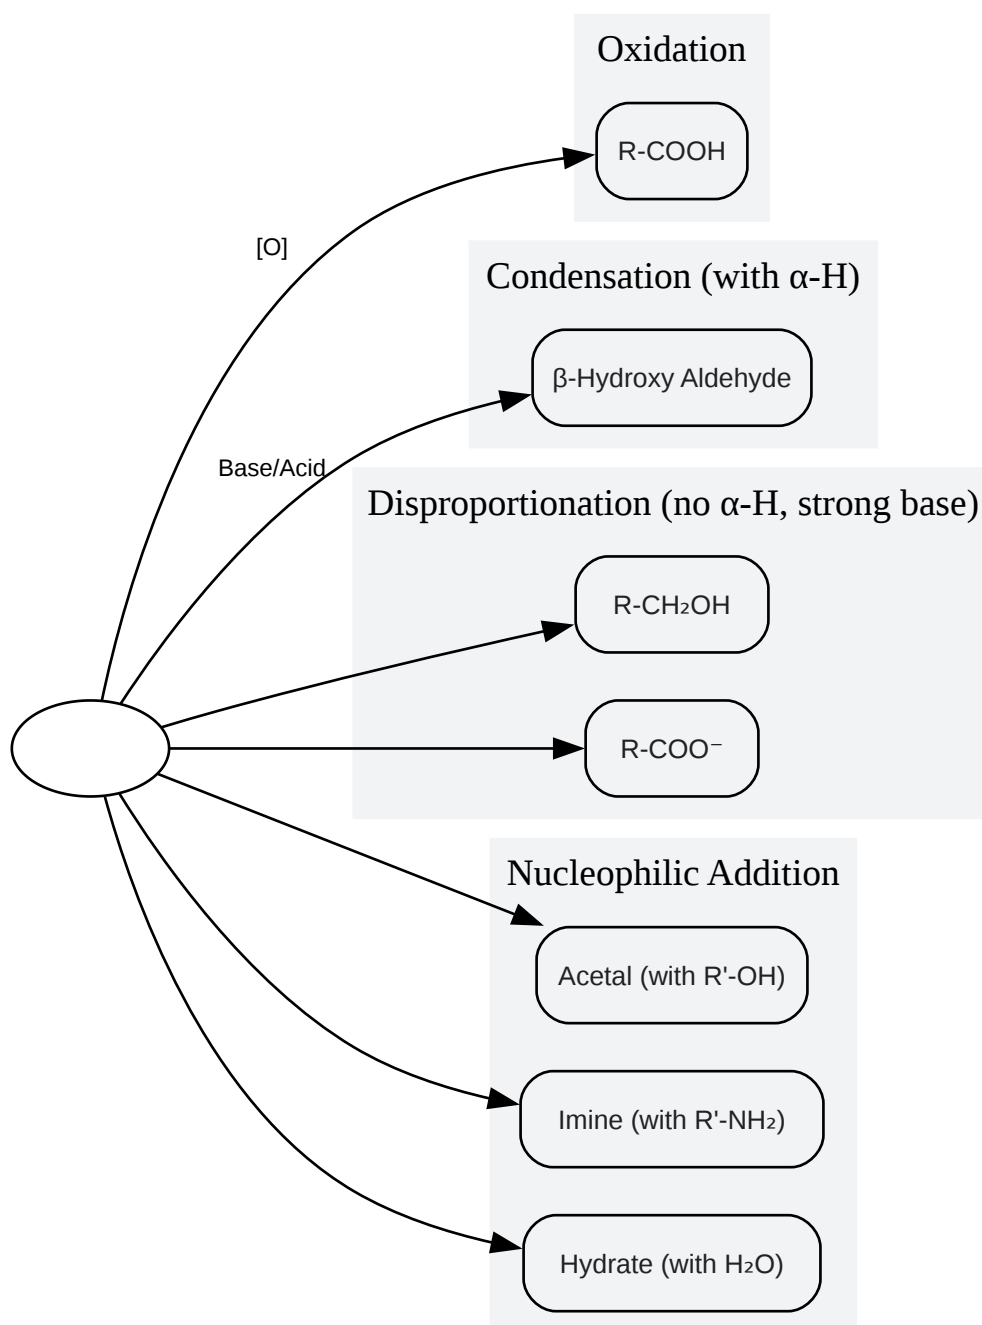 Oxidation
R-COOH
[O]
Condensation (with α-H)
β-Hydroxy Aldehyde
Base/Acid
Disproportionation (no α-H, strong base)
R-CH₂OH
R-COO⁻
Nucleophilic Addition
Acetal (with R'-OH)
Imine (with R'-NH₂)
Hydrate (with H₂O)